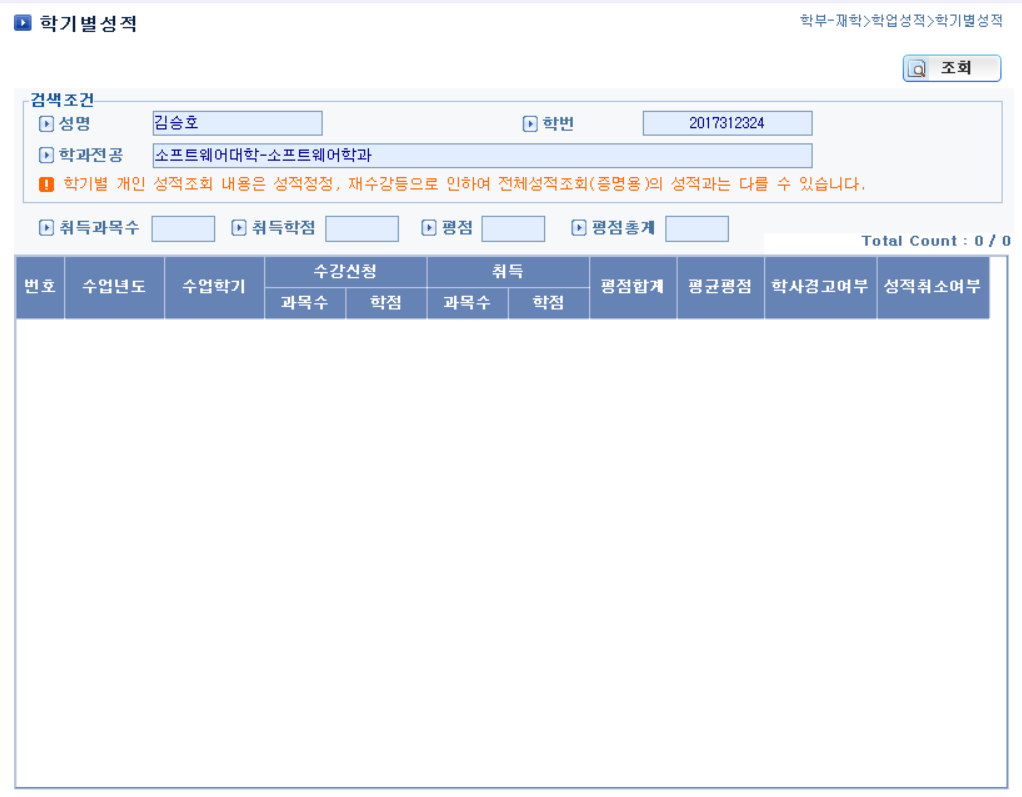 학기별성적
학부-재학>학업성적>학기별성적
조회
검색조건
성명 김승호 학번 2017312324
학과전공 소프트웨어대학-소프트웨어학과
학기별 개인 성적조회 내용은 성적정정, 재수강등으로 인하여 전체성적조회(증명용)의 성적과는 다를 수 있습니다.
취득과목수 취득학점 평점 평점총계
Total Count : 0 / 0
번호 수업년도 수업학기 수강신청 취득 평점합계 평균평점 학사경고여부 성적취소여부
과목수 학점 과목수 학점